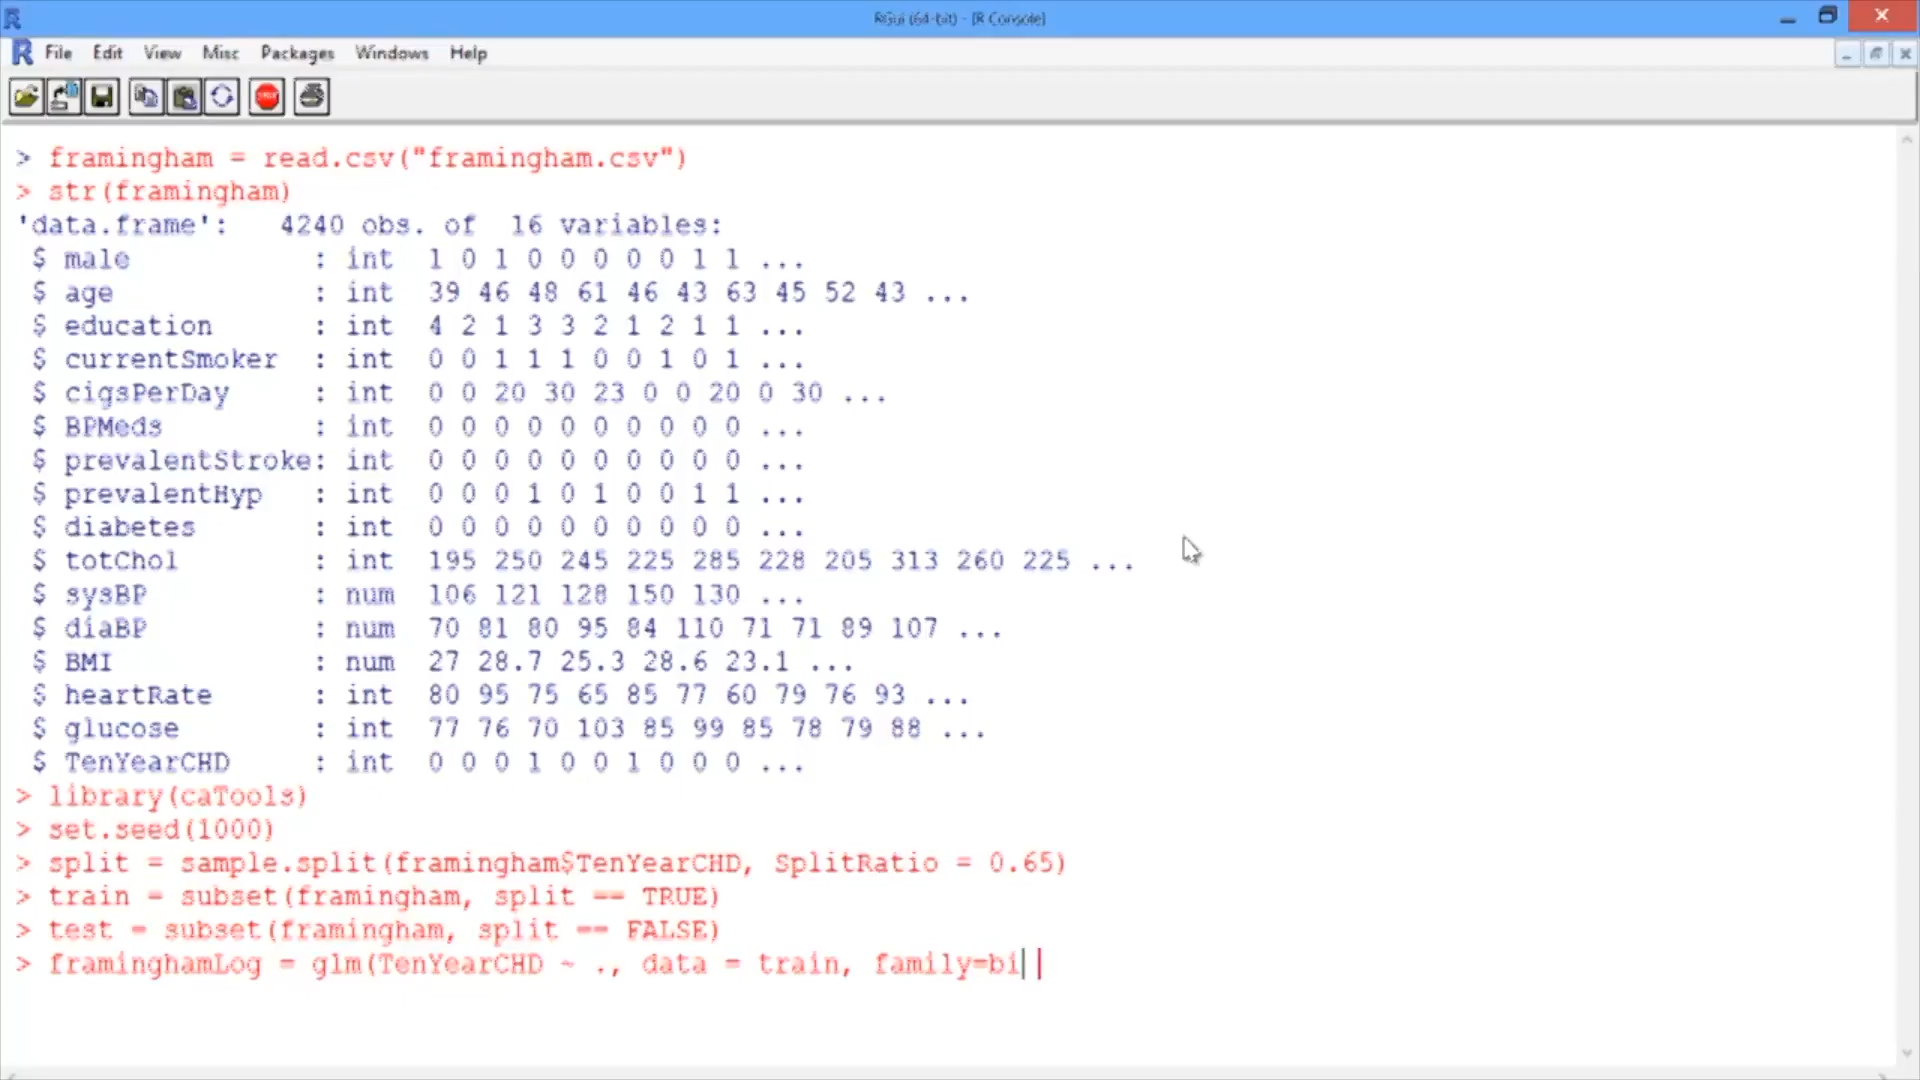 RGui (64-bit) - [R Console]
File Edit View Misc Packages Windows Help
STOP
> framingham = read.csv("framingham.csv")
> str(framingham)
'data.frame':   4240 obs. of  16 variables:
 $ male           : int  1 0 1 0 0 0 0 0 1 1 ...
 $ age            : int  39 46 48 61 46 43 63 45 52 43 ...
 $ education      : int  4 2 1 3 3 2 1 2 1 1 ...
 $ currentSmoker  : int  0 0 1 1 1 0 0 1 0 1 ...
 $ cigsPerDay     : int  0 0 20 30 23 0 0 20 0 30 ...
 $ BPMeds         : int  0 0 0 0 0 0 0 0 0 0 ...
 $ prevalentStroke: int  0 0 0 0 0 0 0 0 0 0 ...
 $ prevalentHyp   : int  0 0 0 1 0 1 0 0 1 1 ...
 $ diabetes       : int  0 0 0 0 0 0 0 0 0 0 ...
 $ totChol        : int  195 250 245 225 285 228 205 313 260 225 ...
 $ sysBP          : num  106 121 128 150 130 ...
 $ diaBP          : num  70 81 80 95 84 110 71 71 89 107 ...
 $ BMI            : num  27 28.7 25.3 28.6 23.1 ...
 $ heartRate      : int  80 95 75 65 85 77 60 79 76 93 ...
 $ glucose        : int  77 76 70 103 85 99 85 78 79 88 ...
 $ TenYearCHD     : int  0 0 0 1 0 0 1 0 0 0 ...
> library(caTools)
> set.seed(1000)
> split = sample.split(framingham$TenYearCHD, SplitRatio = 0.65)
> train = subset(framingham, split == TRUE)
> test = subset(framingham, split == FALSE)
> framinghamLog = glm(TenYearCHD ~ ., data = train, family=bi